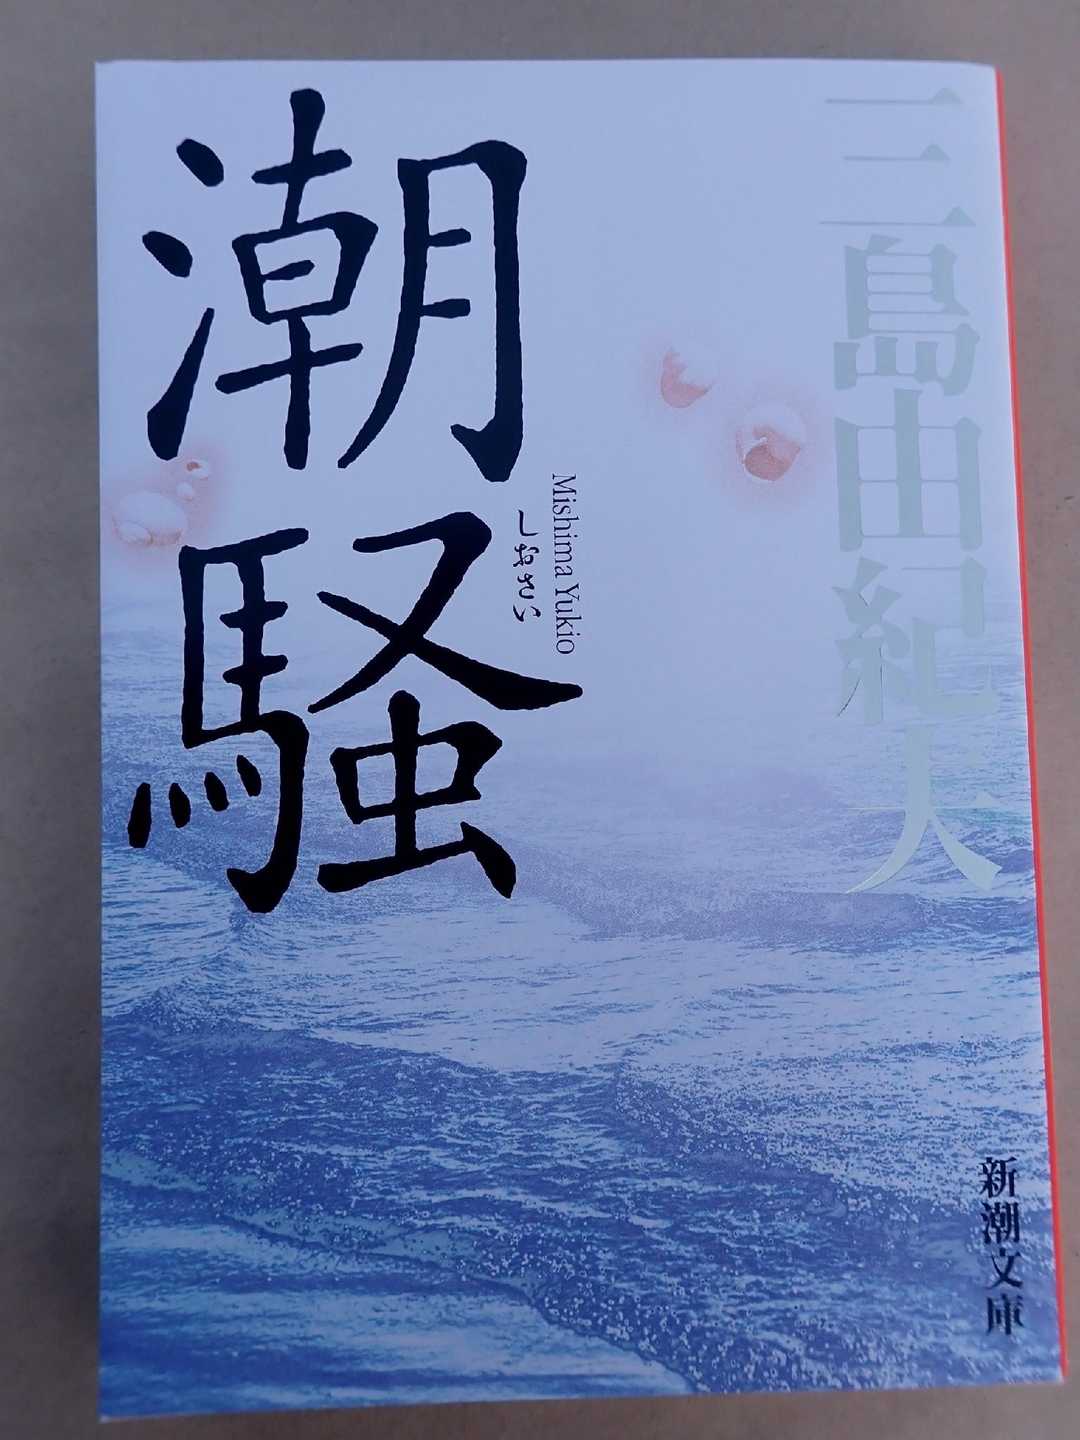 三島由紀夫
潮騒
しおさい
Mishima Yukio
新潮文庫